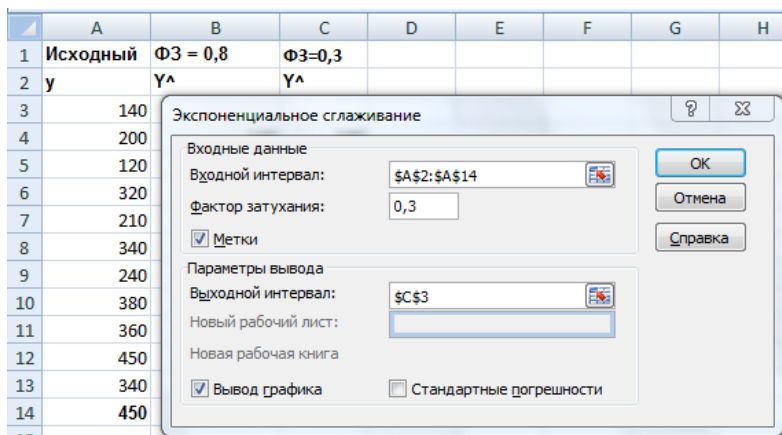 A B C D E F G H
1 Исходный ФЗ = 0,8 ФЗ=0,3
2 y Y^ Y^
3 140
4 200
5 120
6 320
7 210
8 340
9 240
10 380
11 360
12 450
13 340
14 450
Экспоненциальное сглаживание
Входные данные
Входной интервал: $A$2:$A$14
Фактор затухания: 0,3
Метки
Параметры вывода
Выходной интервал: $C$3
Новый рабочий лист:
Новая рабочая книга
Вывод графика Стандартные погрешности
OK
Отмена
Справка